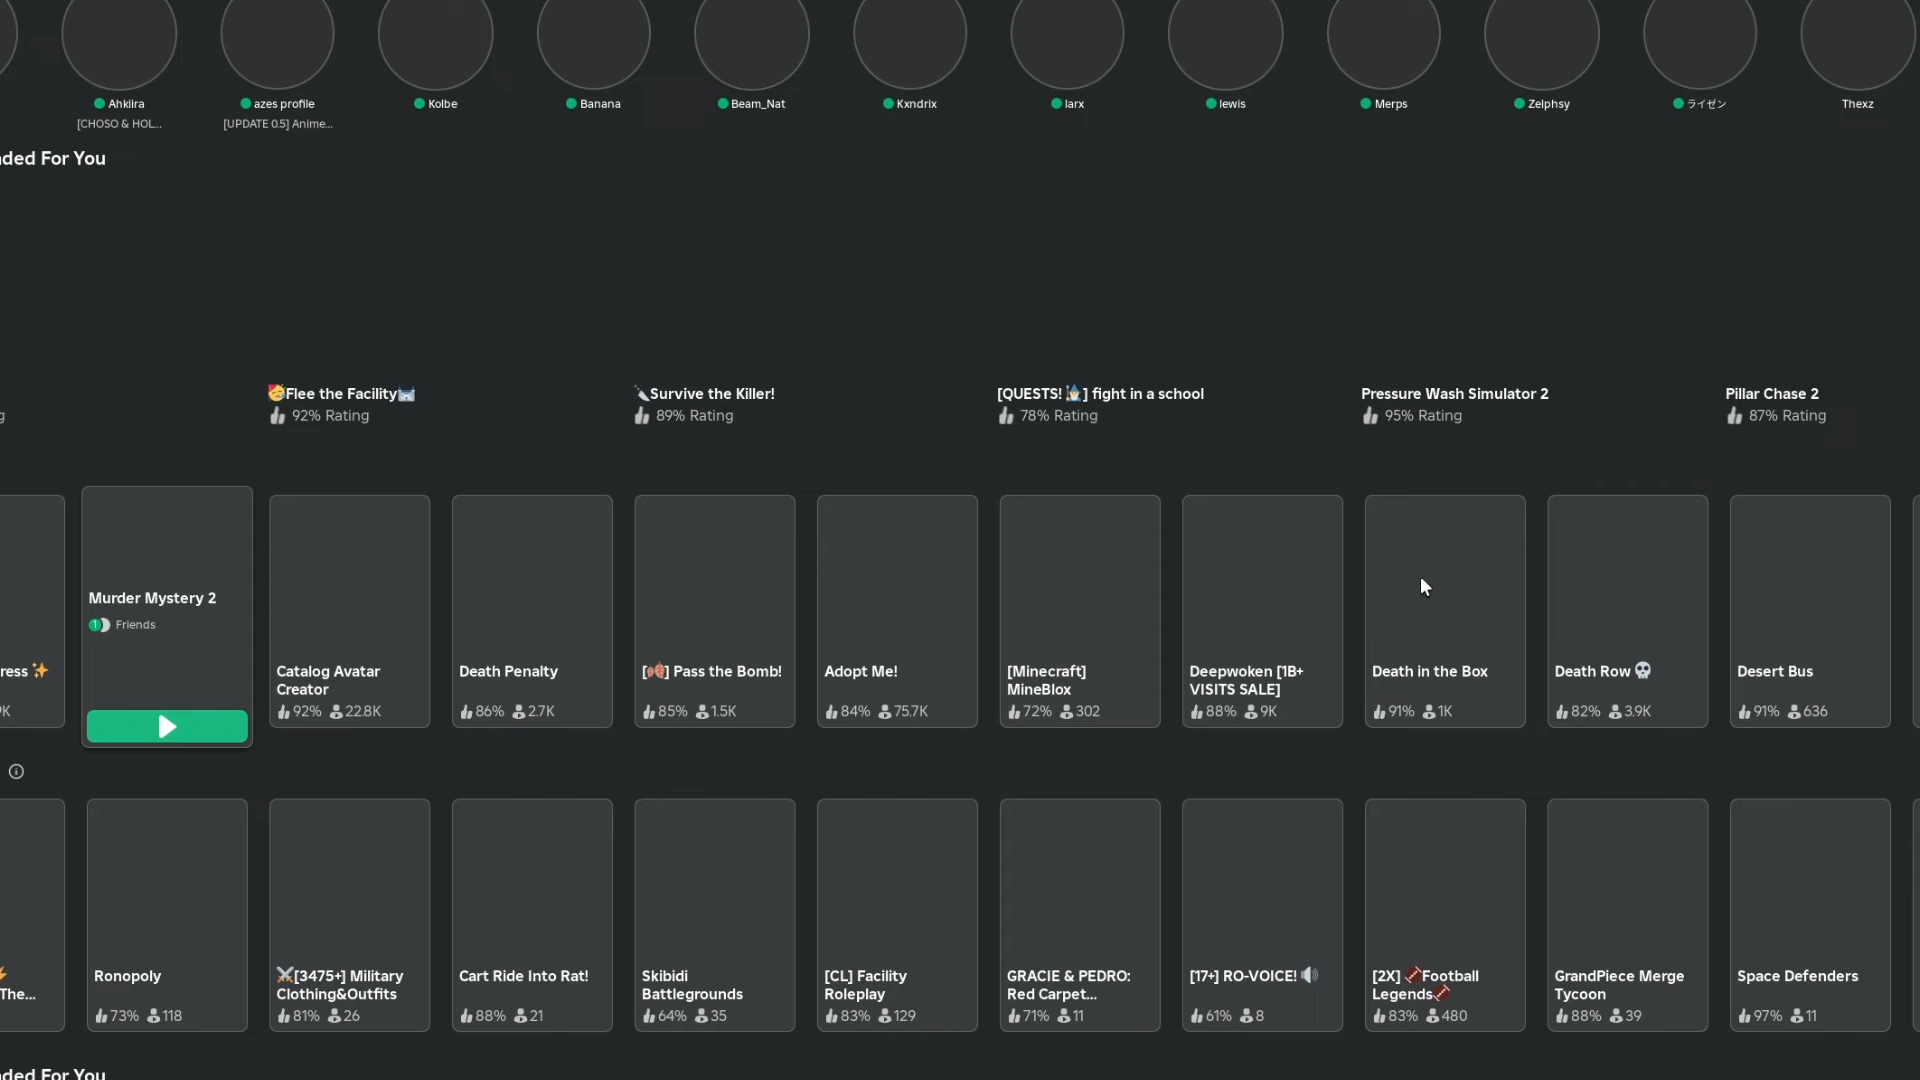 Ahkiira
azes profile
Kolbe
Banana
Beam_Nat
Kxndrix
larx
lewis
Merps
Zelphsy
ライゼン
Thexz
[CHOSO & HOL...
[UPDATE 0.5] Anime...
ded For You
🥳Flee the Facility🏰
92% Rating
🔪Survive the Killer!
89% Rating
[QUESTS!🧙] fight in a school
78% Rating
Pressure Wash Simulator 2
95% Rating
Pillar Chase 2
87% Rating
ress ✨
K
Murder Mystery 2
1 Friends
Catalog Avatar
Creator
92% 22.8K
Death Penalty
86% 2.7K
[] Pass the Bomb!
85% 1.5K
Adopt Me!
84% 75.7K
[Minecraft]
MineBlox
72% 302
Deepwoken [1B+
VISITS SALE]
88% 9K
Death in the Box
91% 1K
Death Row 💀
82% 3.9K
Desert Bus
91% 636
The...
Ronopoly
73% 118
⚔️[3475+] Military
Clothing&Outfits
81% 26
Cart Ride Into Rat!
88% 21
Skibidi
Battlegrounds
64% 35
[CL] Facility
Roleplay
83% 129
GRACIE & PEDRO:
Red Carpet...
71% 11
[17+] RO-VOICE! 🔊
61% 8
[2X] 🏈Football
Legends🏈
83% 480
GrandPiece Merge
Tycoon
88% 39
Space Defenders
97% 11
ded For You